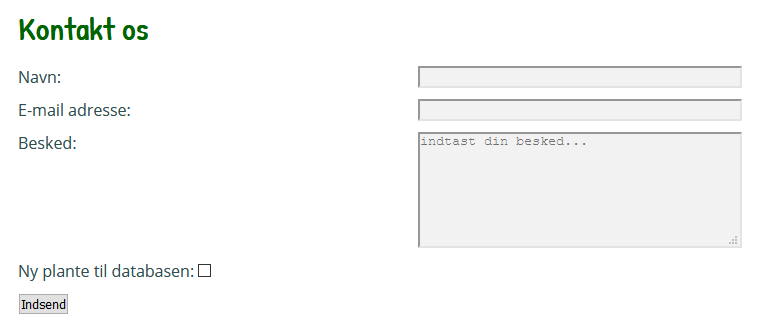 Kontakt os
Navn:
E-mail adresse:
Besked:
indtast din besked...
Ny plante til databasen:
Indsend